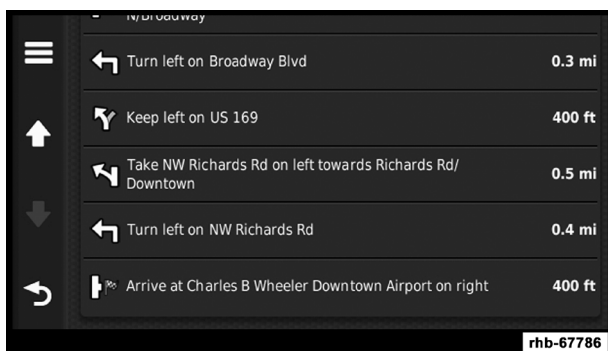 N/Broadway
Turn left on Broadway Blvd
0.3 mi
Keep left on US 169
400 ft
Take NW Richards Rd on left towards Richards Rd/
Downtown
0.5 mi
Turn left on NW Richards Rd
0.4 mi
Arrive at Charles B Wheeler Downtown Airport on right
400 ft
rhb-67786